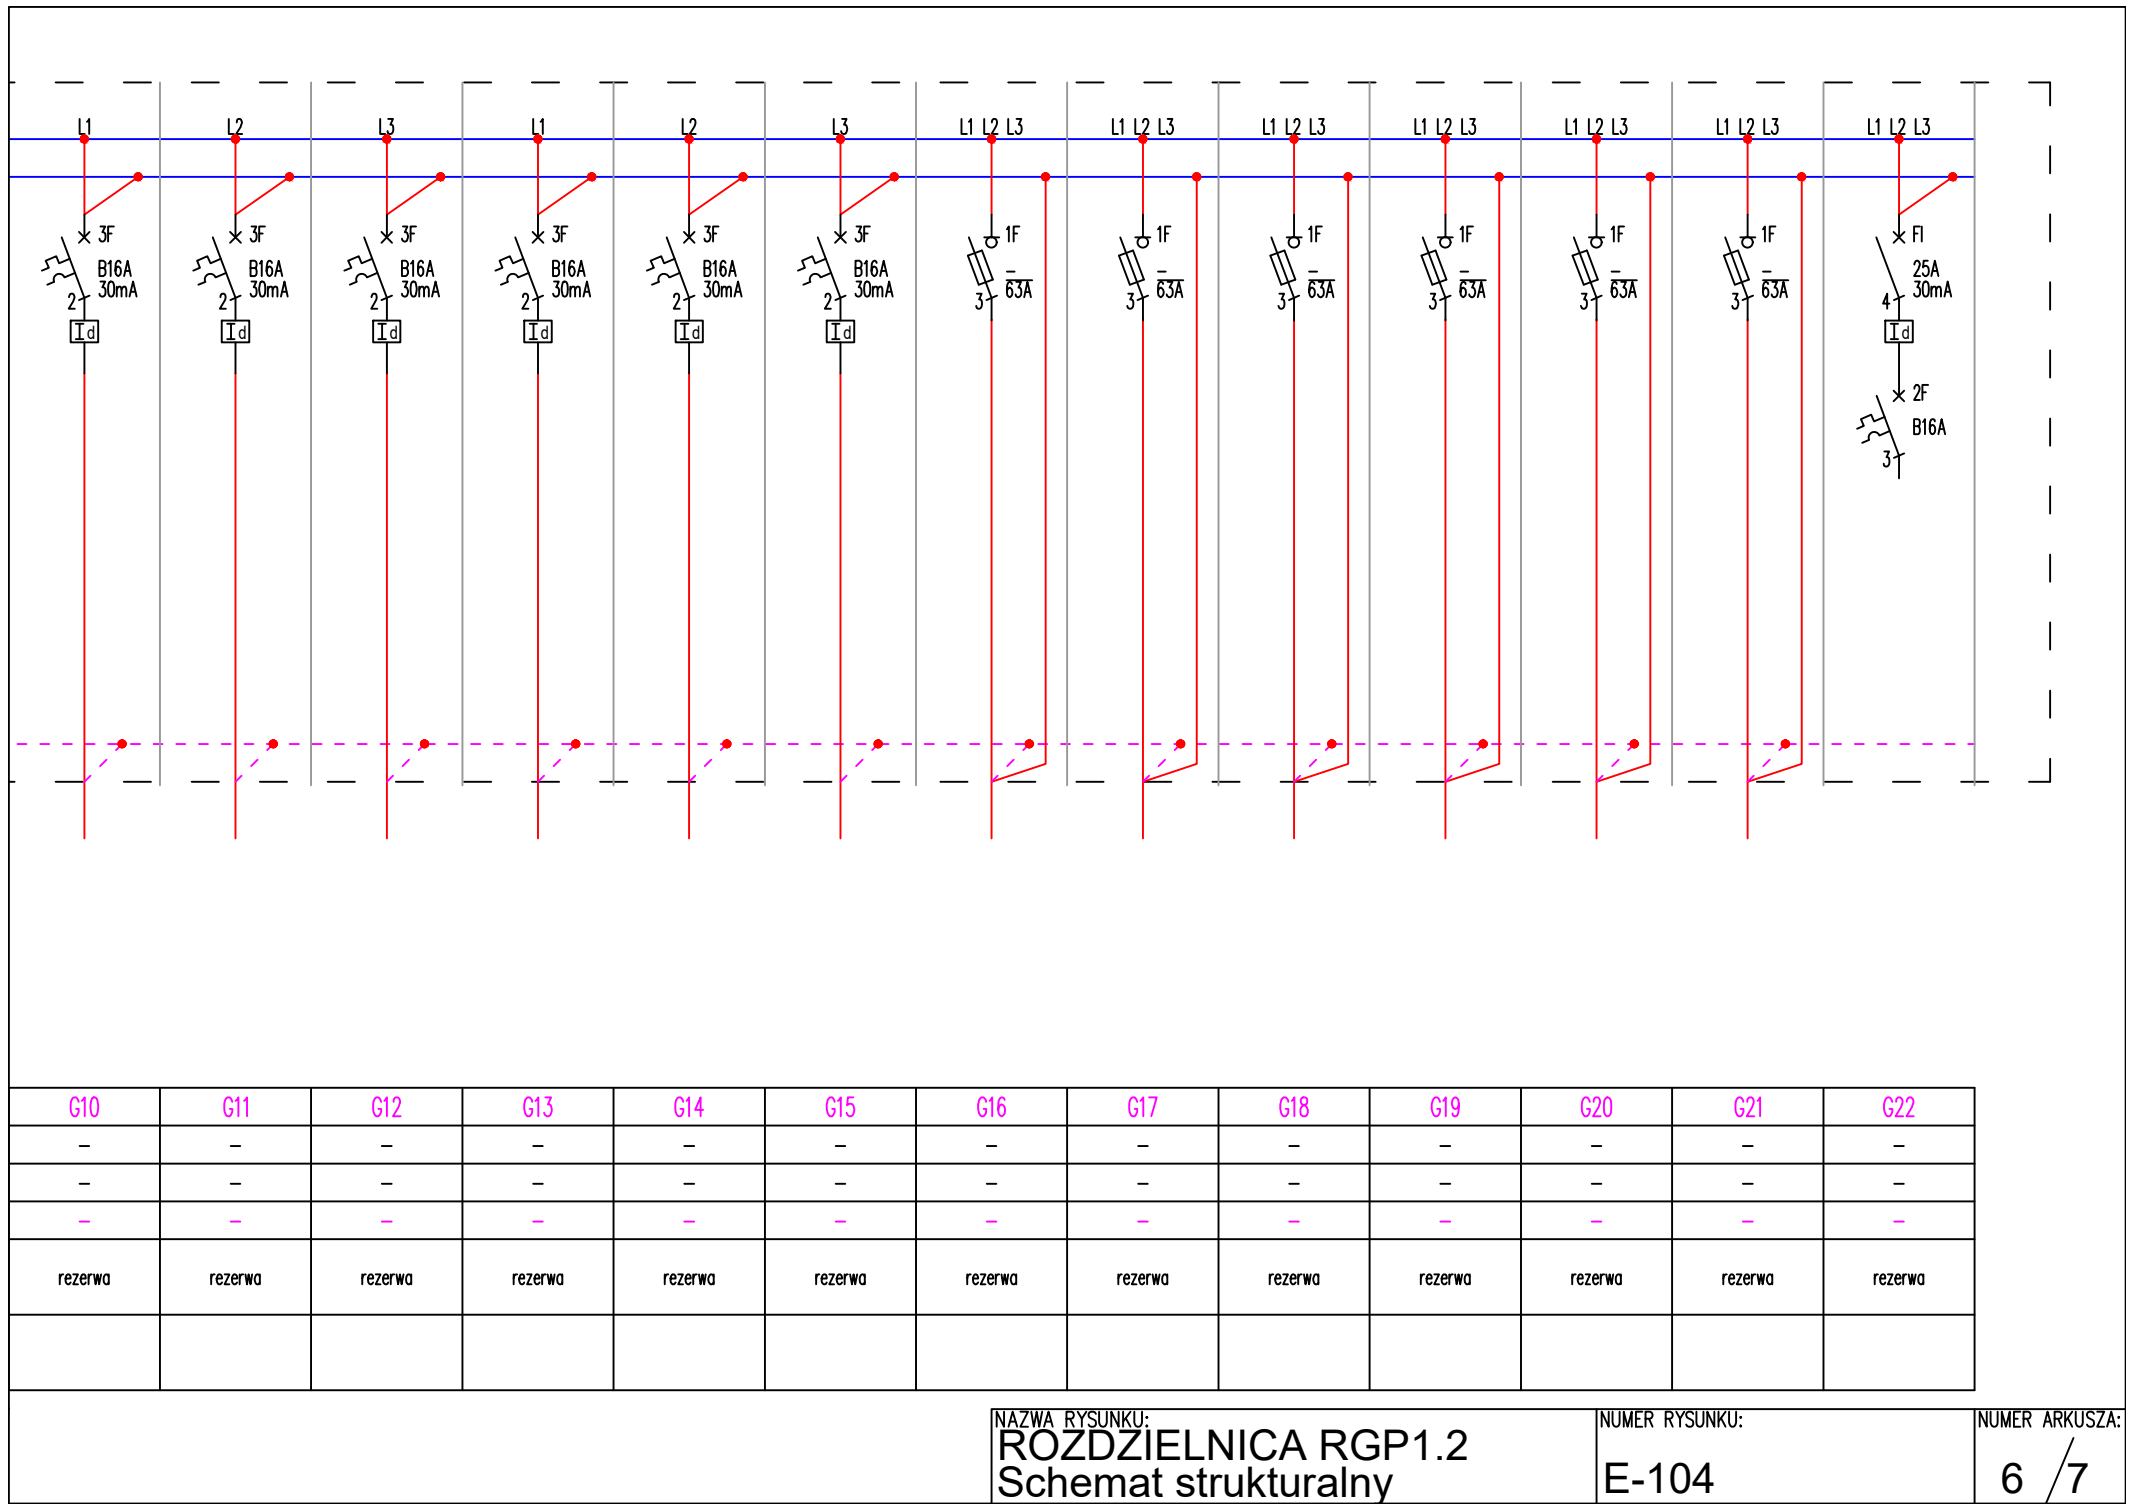 L1 L2 L3 L1 L2 L3 L1 L2 L3 L1 L2 L3 L1 L2 L3 L1 L2 L3 L1 L2 L3 L1 L2 L3 L1 L2 L3
3F 3F 3F 3F 3F 3F 1F 1F 1F 1F 1F 1F FI
B16A B16A B16A B16A B16A B16A - - - - - - 25A
30mA 30mA 30mA 30mA 30mA 30mA 63A 63A 63A 63A 63A 63A 30mA
2 2 2 2 2 2 3 3 3 3 3 3 4
Id Id Id Id Id Id Id
2F
B16A
3
G10 G11 G12 G13 G14 G15 G16 G17 G18 G19 G20 G21 G22
- - - - - - - - - - - - -
- - - - - - - - - - - - -
- - - - - - - - - - - - -
rezerwa rezerwa rezerwa rezerwa rezerwa rezerwa rezerwa rezerwa rezerwa rezerwa rezerwa rezerwa rezerwa
NAZWA RYSUNKU:
ROZDZIELNICA RGP1.2
Schemat strukturalny
NUMER RYSUNKU:
E-104
NUMER ARKUSZA:
6/7